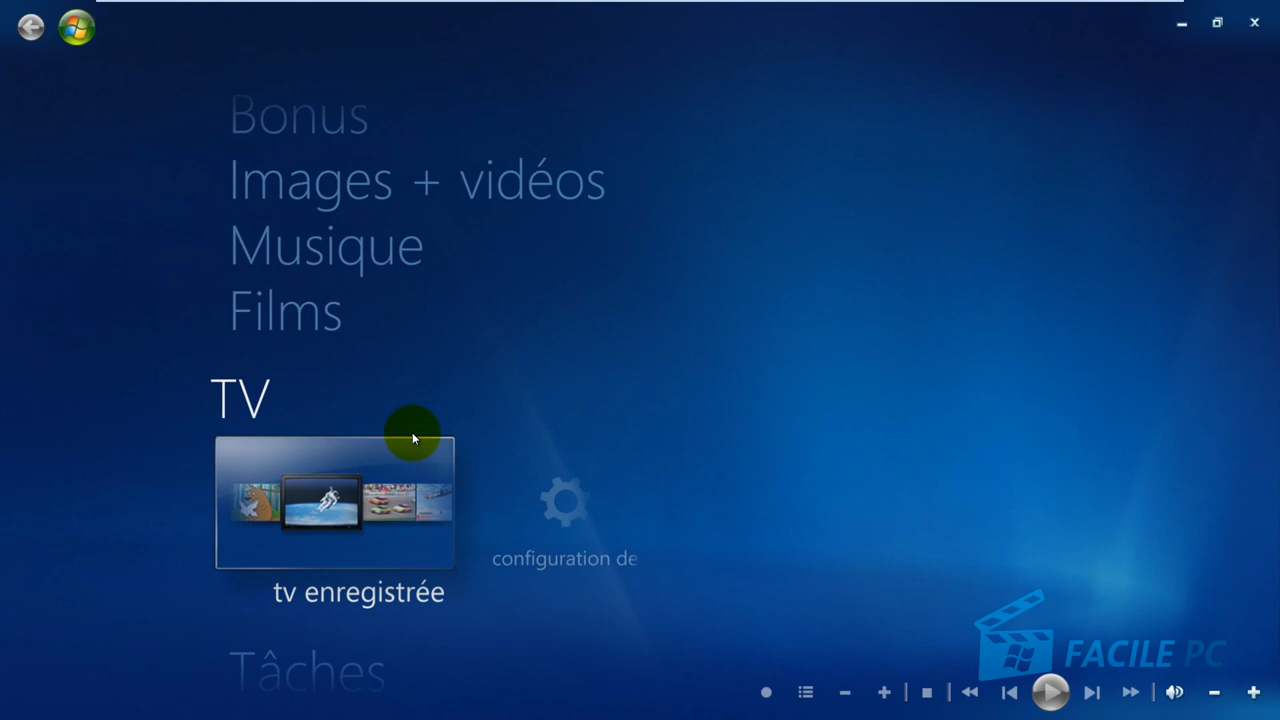 Bonus
Images + vidéos
Musique
Films
TV
configuration de
tv enregistrée
Tâches
FACILE PC